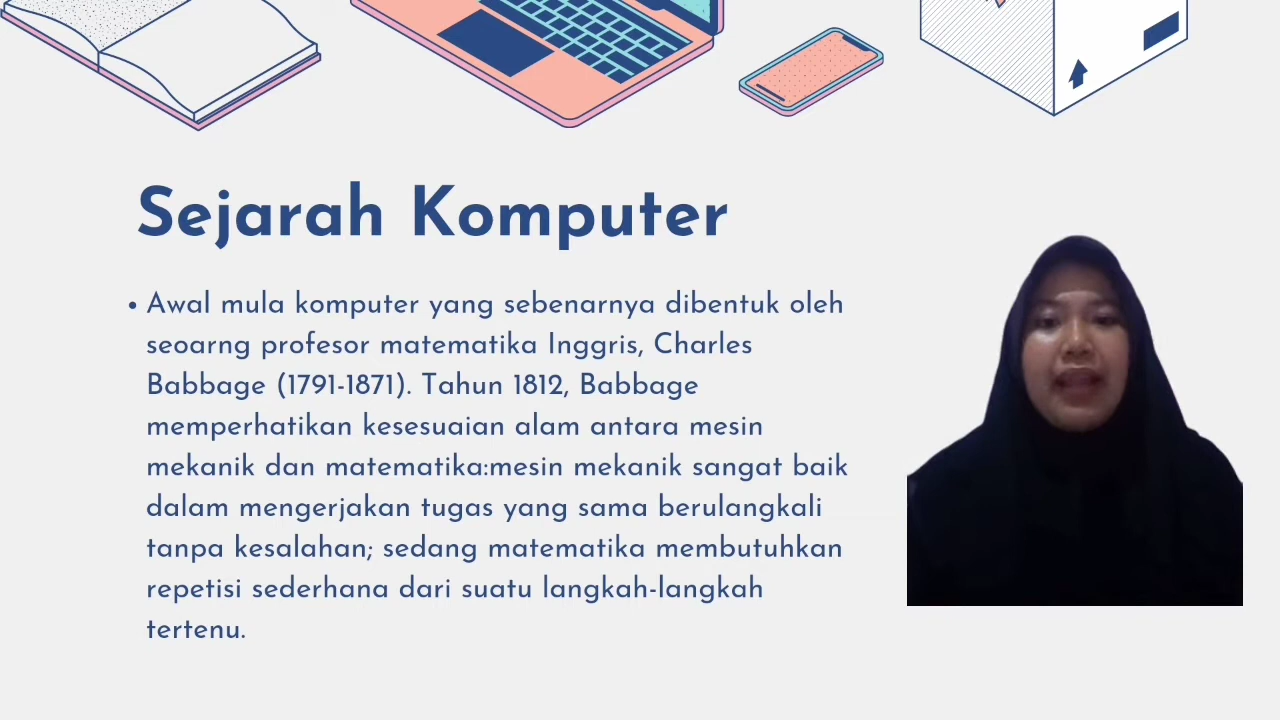 Sejarah Komputer
• Awal mula komputer yang sebenarnya dibentuk oleh
seoarng profesor matematika Inggris, Charles
Babbage (1791-1871). Tahun 1812, Babbage
memperhatikan kesesuaian alam antara mesin
mekanik dan matematika:mesin mekanik sangat baik
dalam mengerjakan tugas yang sama berulangkali
tanpa kesalahan; sedang matematika membutuhkan
repetisi sederhana dari suatu langkah-langkah
tertenu.